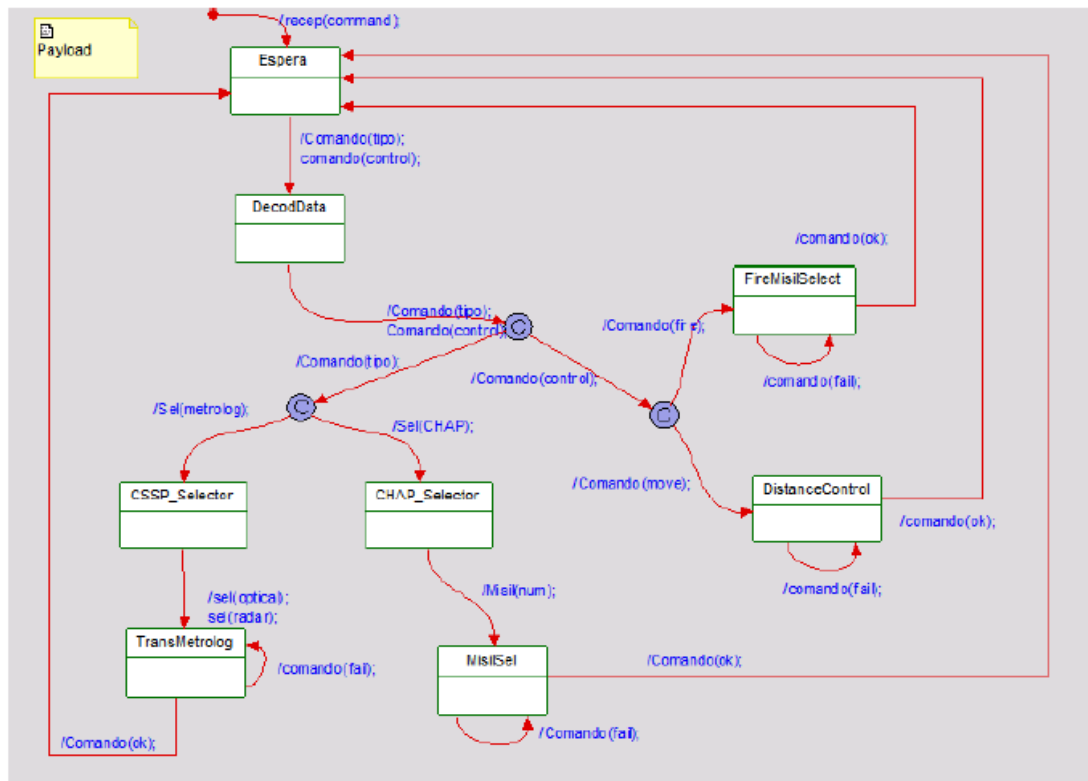 Payload
/recep(command);
Espera
/Comando(tipo);
comando(control);
DecodData
/comando(ok);
FireMisilSelect
/Comando(tipo);
Comando(control);
C
/Comando(fire);
/Comando(tipo);
/Comando(control);
/comando(fail);
/Sel(metrolog);
C
C
/Sel(CHAP);
CSSP_Selector
CHAP_Selector
/Comando(move);
DistanceControl
/comando(ok);
/sel(optical);
sel(radar);
/Misil(num);
/comando(fail);
TransMetrolog
/comando(fail);
MisilSel
/Comando(ok);
/Comando(ok);
/Comando(fail);